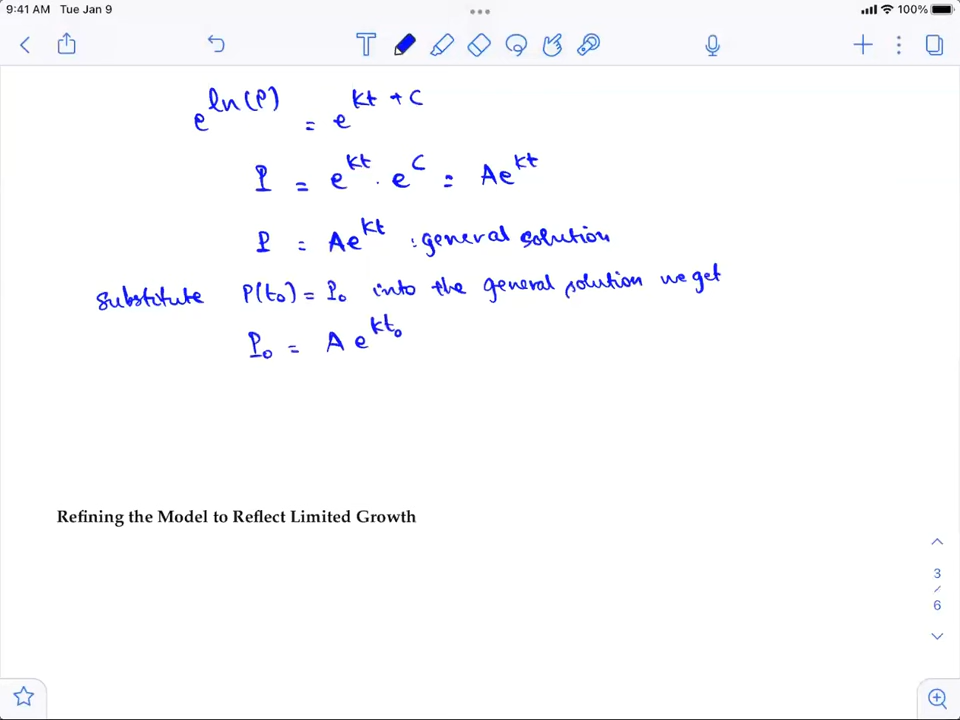 9:41 AM Tue Jan 9 100%
e^{ln(P)} = e^{kt + C}
P = e^{kt} · e^{C} = Ae^{kt}
P = Ae^{kt} : general solution
substitute P(t₀) = P₀ into the general solution we get
P₀ = A e^{kt₀}
Refining the Model to Reflect Limited Growth
3
/
6